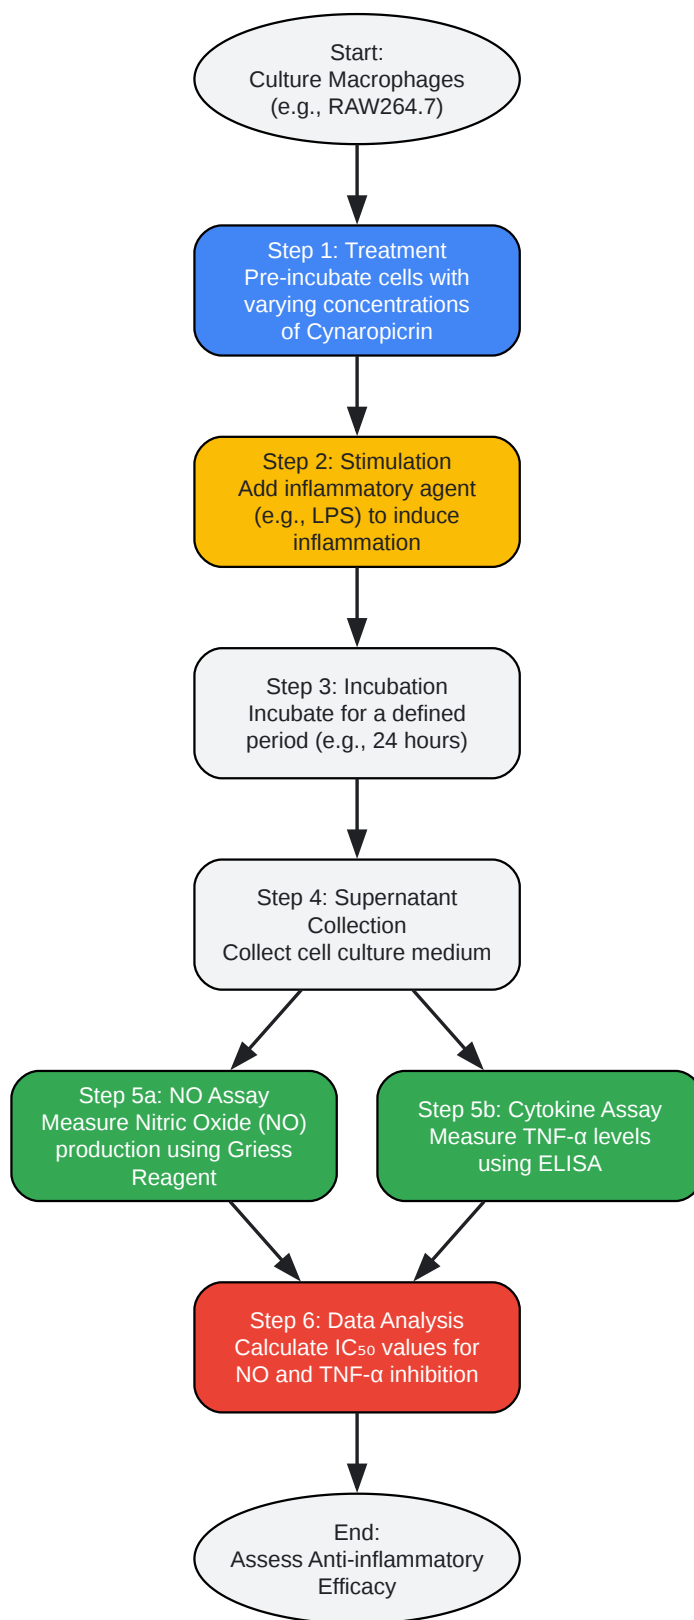 Start:
Culture Macrophages
(e.g., RAW264.7)
Step 1: Treatment
Pre-incubate cells with
varying concentrations
of Cynaropicrin
Step 2: Stimulation
Add inflammatory agent
(e.g., LPS) to induce
inflammation
Step 3: Incubation
Incubate for a defined
period (e.g., 24 hours)
Step 4: Supernatant
Collection
Collect cell culture medium
Step 5a: NO Assay
Measure Nitric Oxide (NO)
production using Griess
Reagent
Step 5b: Cytokine Assay
Measure TNF-α levels
using ELISA
Step 6: Data Analysis
Calculate IC₅₀ values for
NO and TNF-α inhibition
End:
Assess Anti-inflammatory
Efficacy